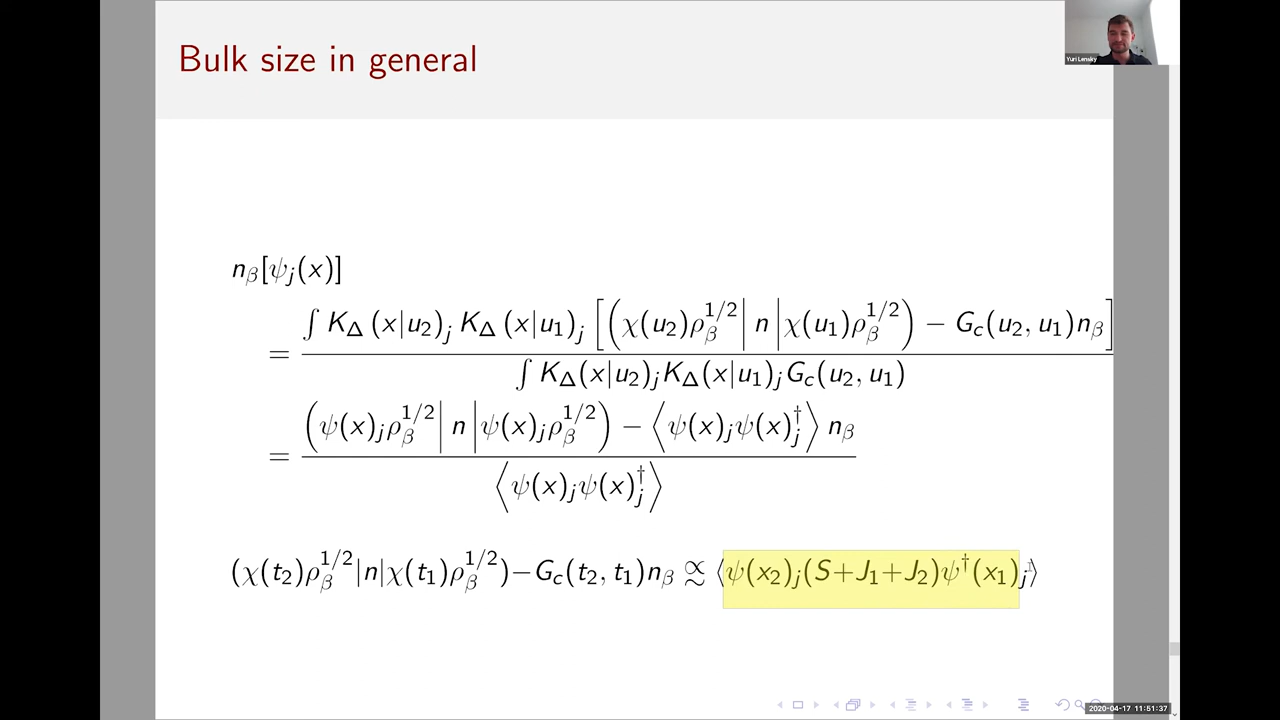 Bulk size in general
Yuri Lensky
n_β[ψ_j(x)]
= \frac{∫ K_Δ (x|u_2)_j K_Δ (x|u_1)_j [(χ(u_2)ρ_β^{1/2}| n |χ(u_1)ρ_β^{1/2}) − G_c(u_2, u_1)n_β]}{∫ K_Δ(x|u_2)_j K_Δ(x|u_1)_j G_c(u_2, u_1)}
= \frac{(ψ(x)_j ρ_β^{1/2}| n |ψ(x)_j ρ_β^{1/2}) − ⟨ψ(x)_j ψ(x)_j^†⟩ n_β}{⟨ψ(x)_j ψ(x)_j^†⟩}
(χ(t_2)ρ_β^{1/2}|n|χ(t_1)ρ_β^{1/2})−G_c(t_2, t_1)n_β ∝∼ ⟨ψ(x_2)_j(S+J_1+J_2)ψ^†(x_1)_j⟩
2020-04-17 11:51:37